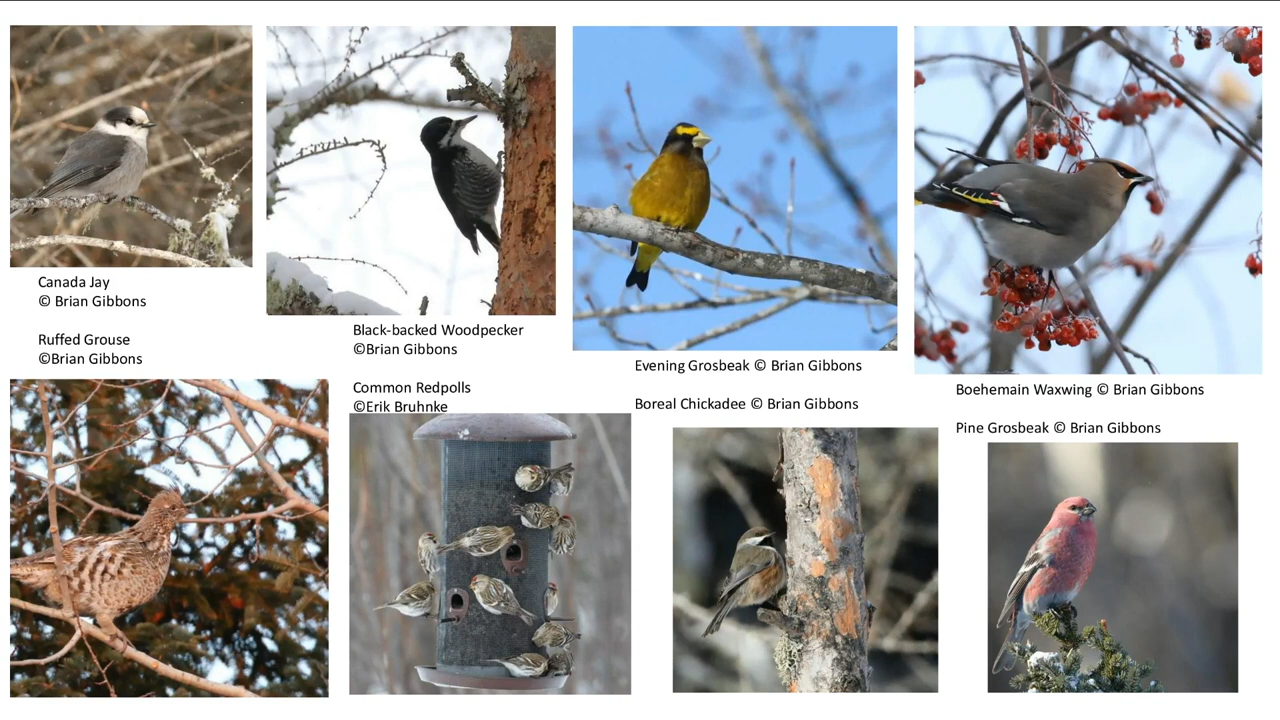 Canada Jay
© Brian Gibbons
Ruffed Grouse
©Brian Gibbons
Black-backed Woodpecker
©Brian Gibbons
Common Redpolls
©Erik Bruhnke
Evening Grosbeak © Brian Gibbons
Boreal Chickadee © Brian Gibbons
Boehemain Waxwing © Brian Gibbons
Pine Grosbeak © Brian Gibbons